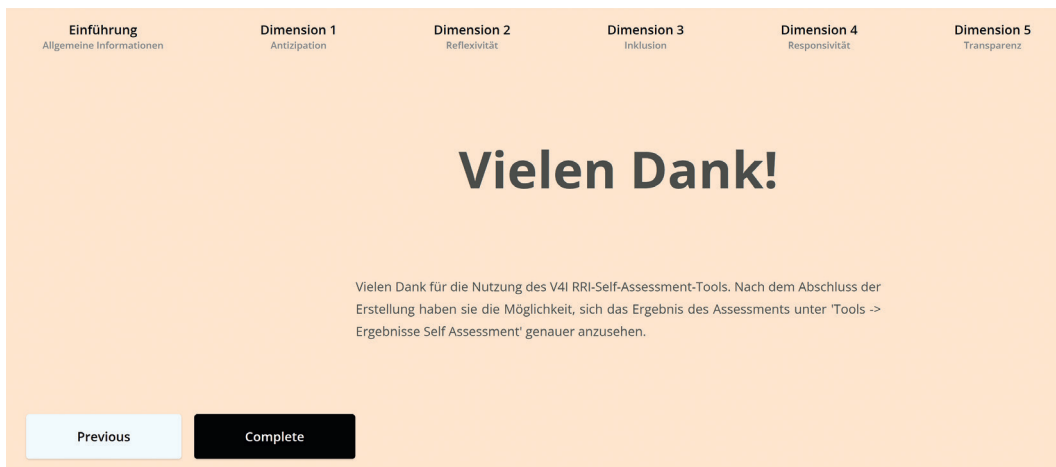 Einführung
Allgemeine Informationen
Dimension 1
Antizipation
Dimension 2
Reflexivität
Dimension 3
Inklusion
Dimension 4
Responsivität
Dimension 5
Transparenz
Vielen Dank!
Vielen Dank für die Nutzung des V4I RRI-Self-Assessment-Tools. Nach dem Abschluss der
Erstellung haben sie die Möglichkeit, sich das Ergebnis des Assessments unter 'Tools ->
Ergebnisse Self Assessment' genauer anzusehen.
Previous
Complete